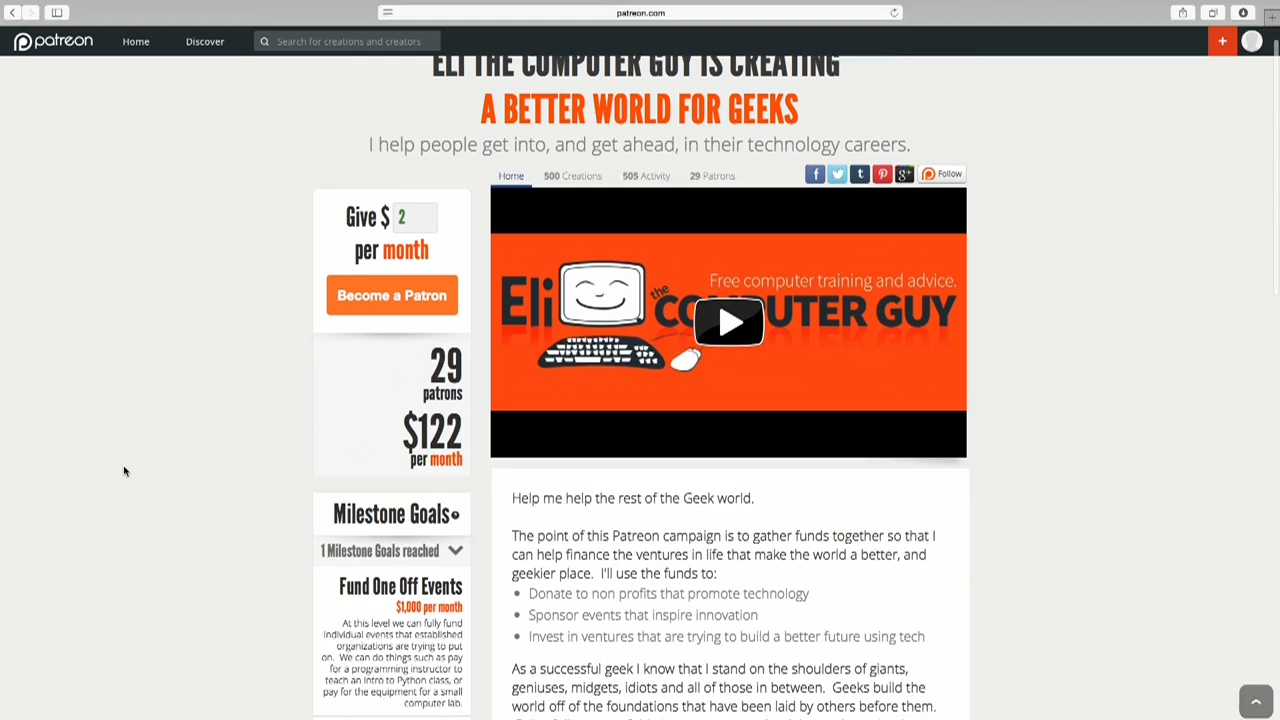 patreon.com
patreon Home Discover Search for creations and creators +
ELI THE COMPUTER GUY IS CREATING
A BETTER WORLD FOR GEEKS
I help people get into, and get ahead, in their technology careers.
Home 500 Creations 505 Activity 29 Patrons Follow
Give $ 2
per month
Become a Patron
29
patrons
$122
per month
Free computer training and advice.
Eli the COMPUTER GUY
Milestone Goals
1 Milestone Goals reached
Fund One Off Events
$1,000 per month
At this level we can fully fund
individual events that established
organizations are trying to put
on. We can do things such as pay
for a programming instructor to
teach an Intro to Python class, or
pay for the equipment for a small
computer lab.
Help me help the rest of the Geek world.
The point of this Patreon campaign is to gather funds together so that I
can help finance the ventures in life that make the world a better, and
geekier place. I'll use the funds to:
• Donate to non profits that promote technology
• Sponsor events that inspire innovation
• Invest in ventures that are trying to build a better future using tech
As a successful geek I know that I stand on the shoulders of giants,
geniuses, midgets, idiots and all of those in between. Geeks build the
world off of the foundations that have been laid by others before them.